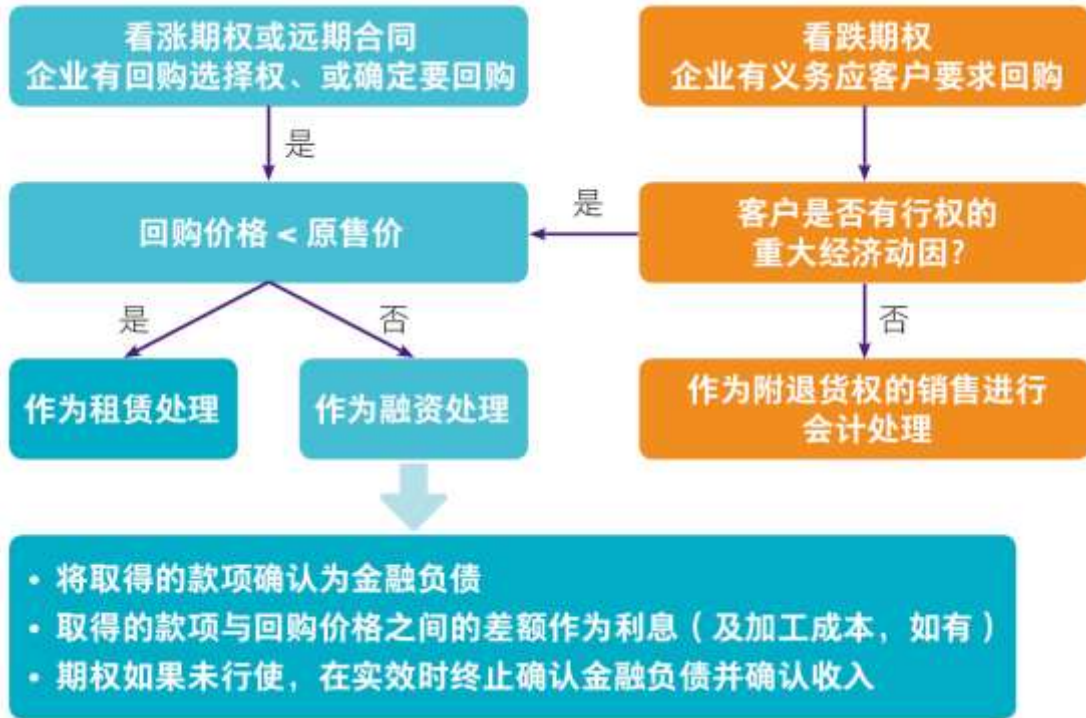 看涨期权或远期合同
企业有回购选择权、或确定要回购
看跌期权
企业有义务应客户要求回购
是
回购价格 < 原售价
是
客户是否有行权的
重大经济动因?
是
否
否
作为租赁处理
作为融资处理
作为附退货权的销售进行
会计处理
• 将取得的款项确认为金融负债
• 取得的款项与回购价格之间的差额作为利息（及加工成本，如有）
• 期权如果未行使，在实效时终止确认金融负债并确认收入